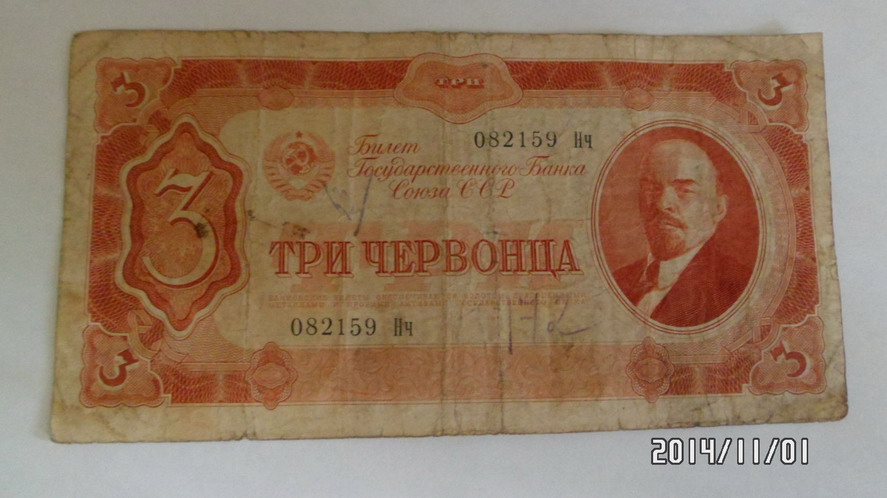 3
ТРИ
3
Билет
082159 Нч
Государственного Банка
Союза ССР
3
ТРИ ЧЕРВОНЦА
082159 Нч
3
3
2014/11/01